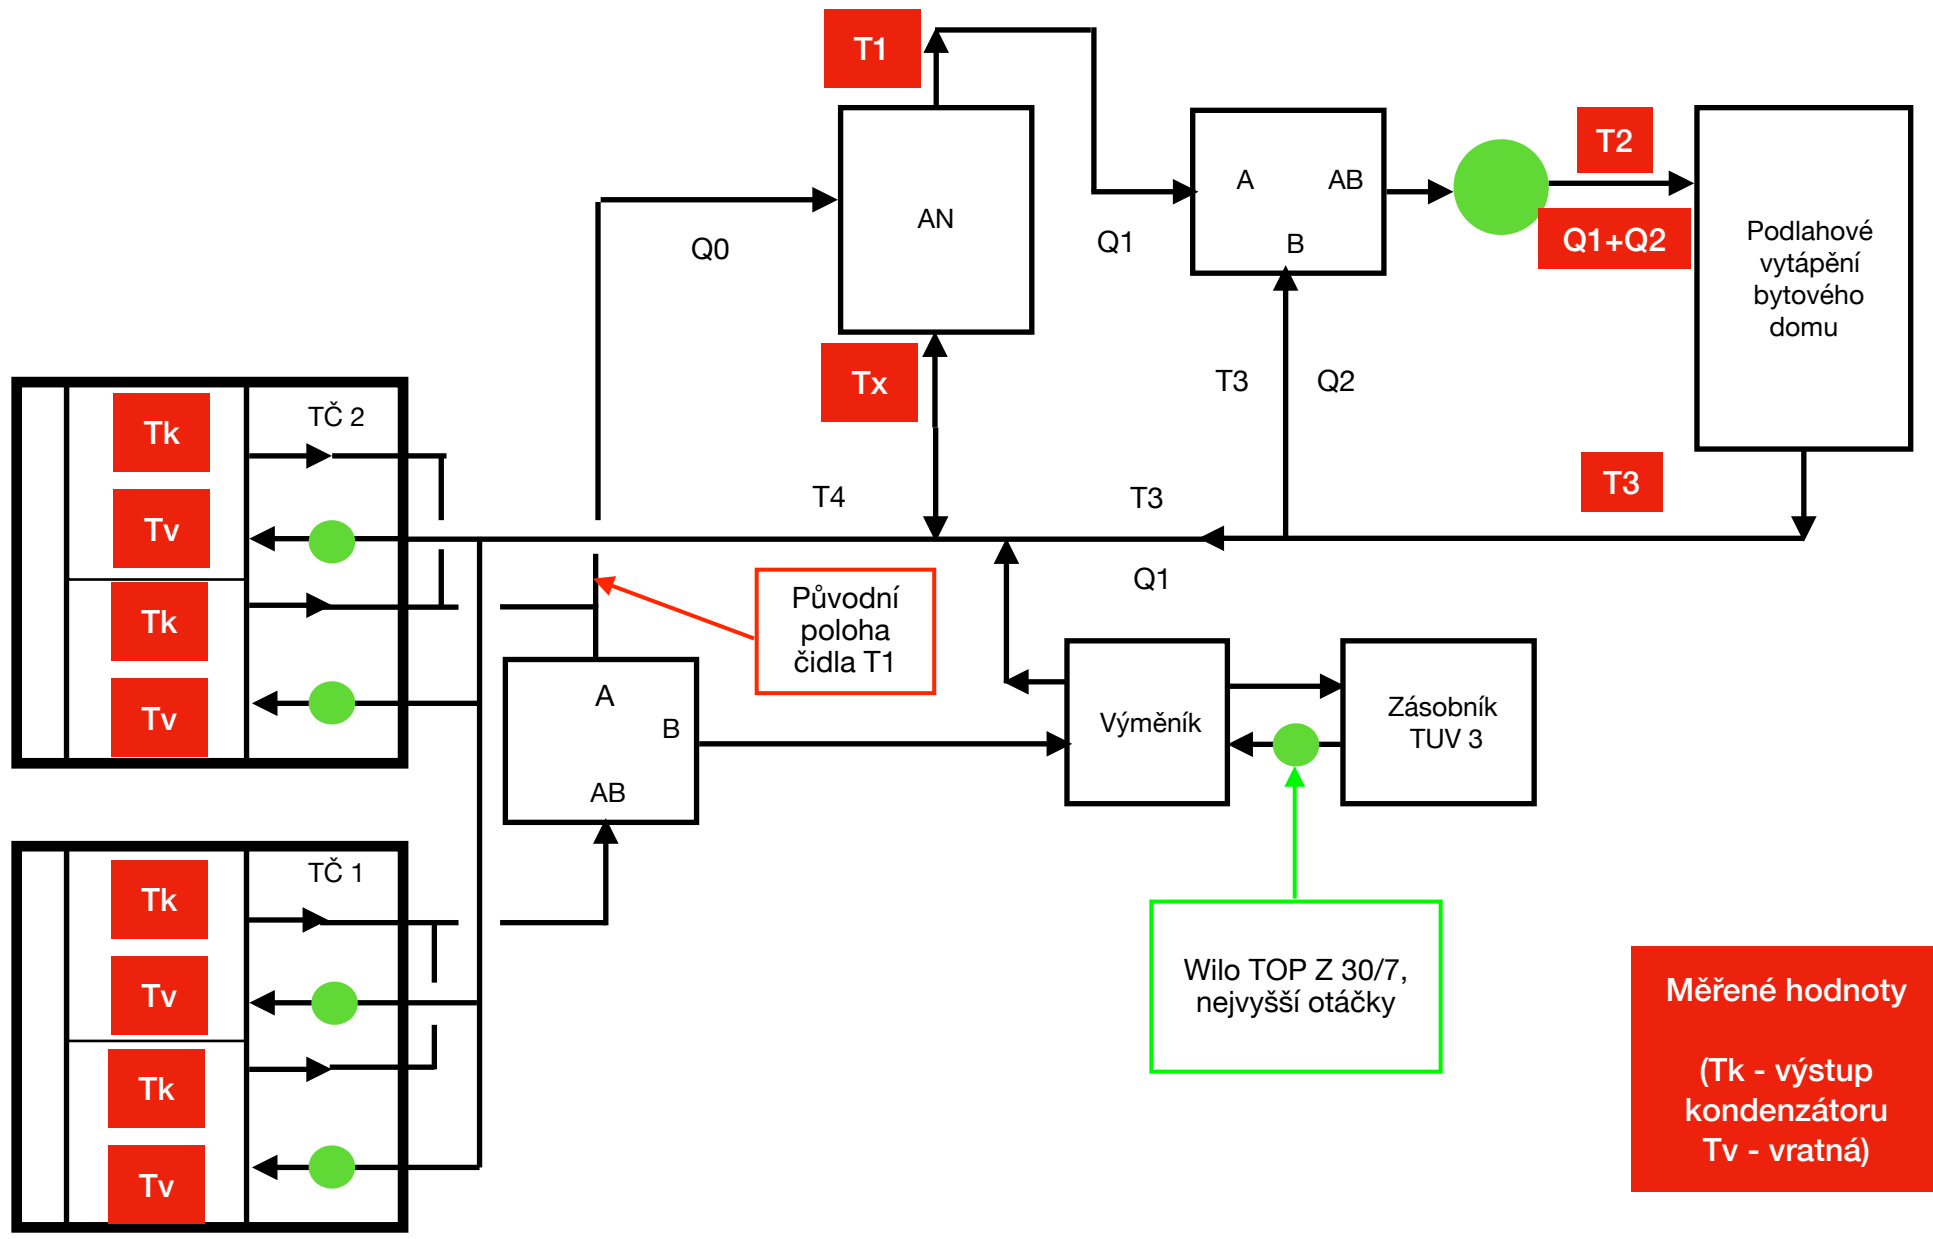 T1
AN
Q0
Tx
T4
Q1
A
AB
B
T3
Q2
T2
Q1+Q2
Podlahové
vytápění
bytového
domu
T3
T3
Q1
TČ 2
Tk
Tv
Tk
Tv
Původní
poloha
čidla T1
A
B
AB
Výměník
Zásobník
TUV 3
TČ 1
Tk
Tv
Tk
Tv
Wilo TOP Z 30/7,
nejvyšší otáčky
Měřené hodnoty
(Tk - výstup
kondenzátoru
Tv - vratná)